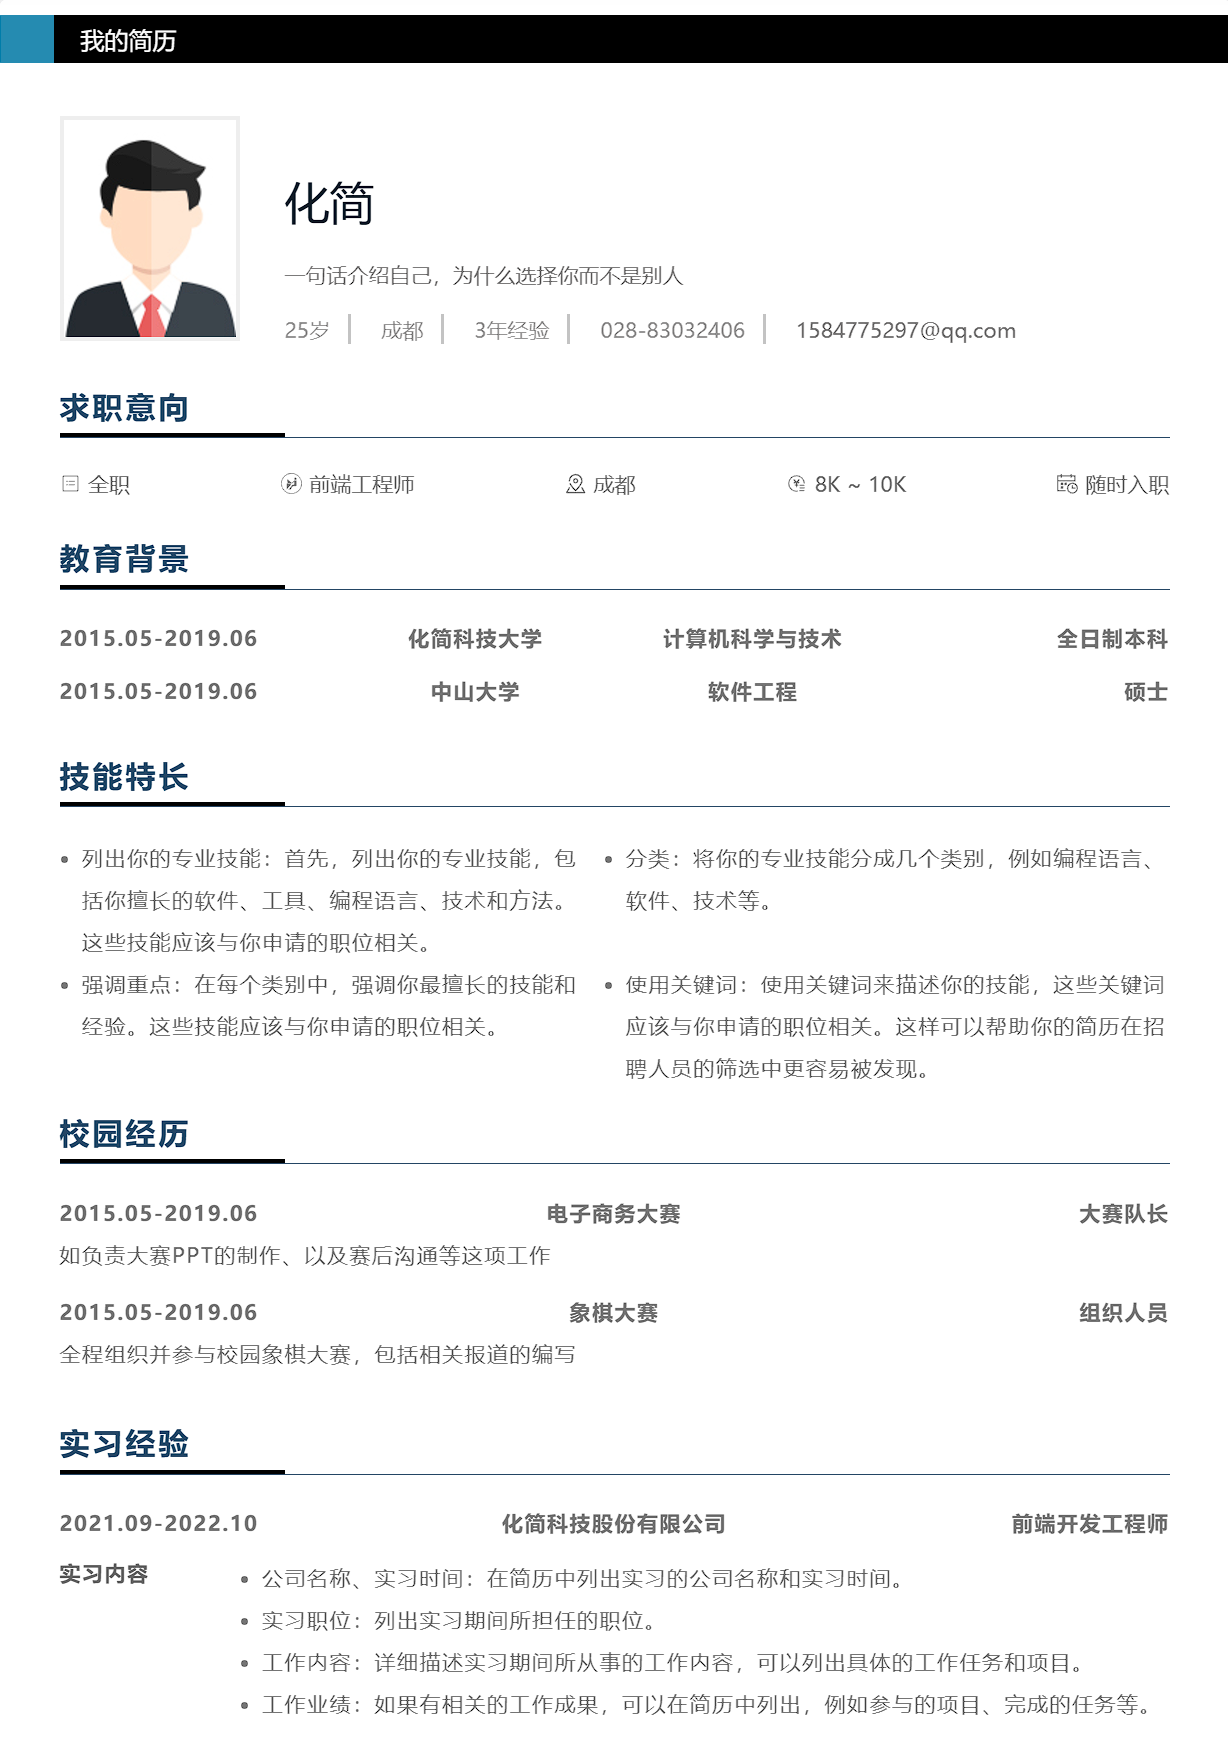 我的简历
化简
一句话介绍自己，为什么选择你而不是别人
25岁 成都 3年经验 028-83032406 1584775297@qq.com
求职意向
全职 前端工程师 成都 8K ~ 10K 随时入职
教育背景
2015.05-2019.06 化简科技大学 计算机科学与技术 全日制本科
2015.05-2019.06 中山大学 软件工程 硕士
技能特长
列出你的专业技能：首先，列出你的专业技能，包
括你擅长的软件、工具、编程语言、技术和方法。
这些技能应该与你申请的职位相关。
分类：将你的专业技能分成几个类别，例如编程语言、
软件、技术等。
强调重点：在每个类别中，强调你最擅长的技能和
经验。这些技能应该与你申请的职位相关。
使用关键词：使用关键词来描述你的技能，这些关键词
应该与你申请的职位相关。这样可以帮助你的简历在招
聘人员的筛选中更容易被发现。
校园经历
2015.05-2019.06 电子商务大赛 大赛队长
如负责大赛PPT的制作、以及赛后沟通等这项工作
2015.05-2019.06 象棋大赛 组织人员
全程组织并参与校园象棋大赛，包括相关报道的编写
实习经验
2021.09-2022.10 化简科技股份有限公司 前端开发工程师
实习内容
公司名称、实习时间：在简历中列出实习的公司名称和实习时间。
实习职位：列出实习期间所担任的职位。
工作内容：详细描述实习期间所从事的工作内容，可以列出具体的工作任务和项目。
工作业绩：如果有相关的工作成果，可以在简历中列出，例如参与的项目、完成的任务等。